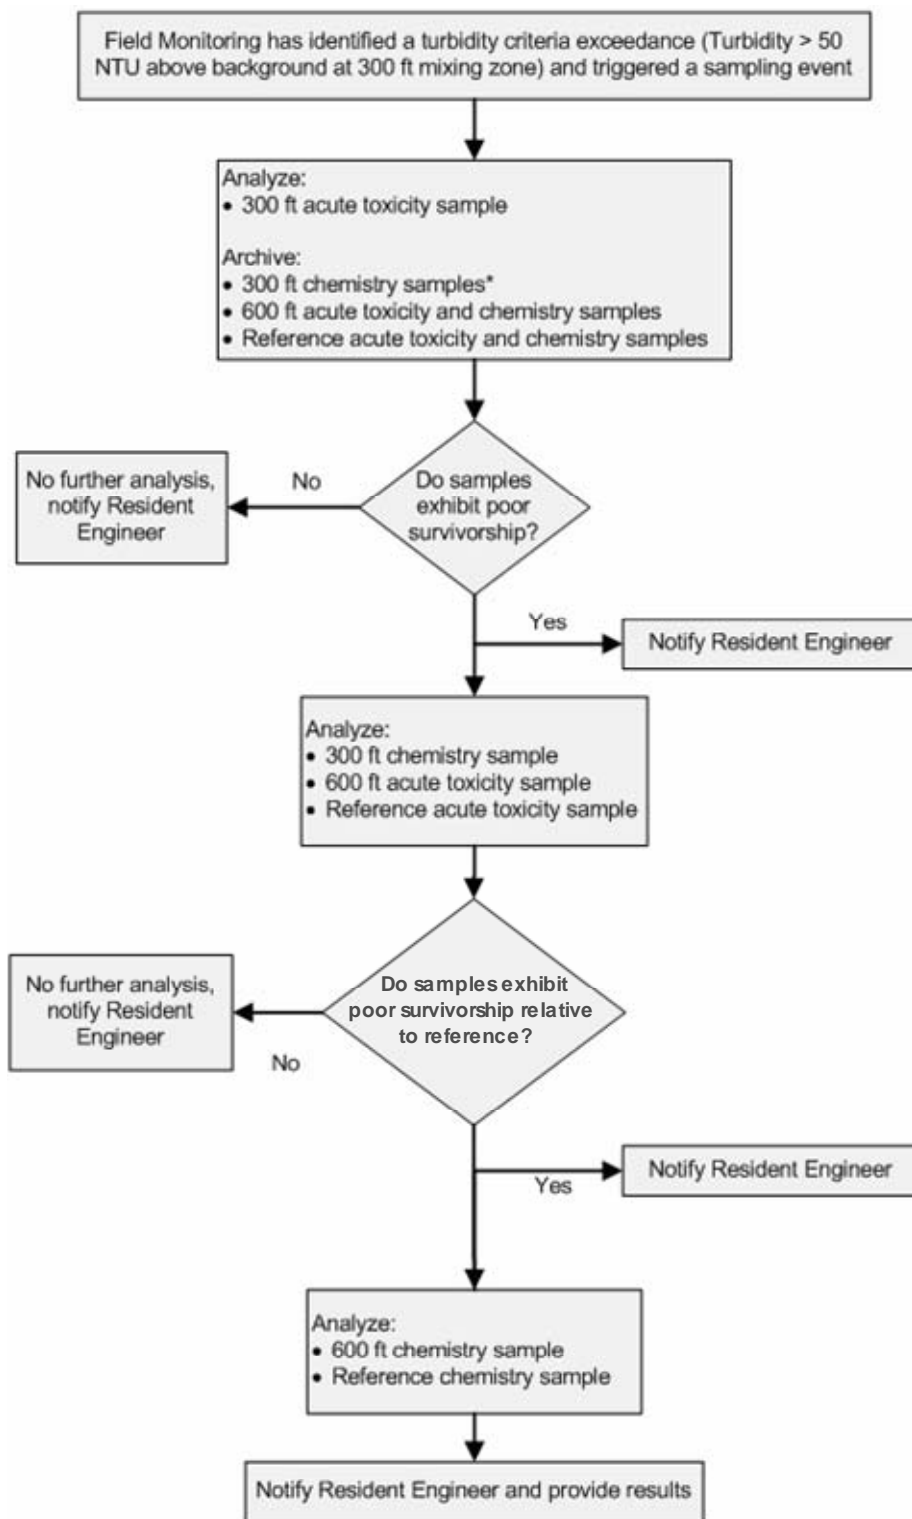 Field Monitoring has identified a turbidity criteria exceedance (Turbidity > 50
NTU above background at 300 ft mixing zone) and triggered a sampling event
Analyze:
• 300 ft acute toxicity sample
Archive:
• 300 ft chemistry samples*
• 600 ft acute toxicity and chemistry samples
• Reference acute toxicity and chemistry samples
Do samples
exhibit poor
survivorship?
No
No further analysis,
notify Resident
Engineer
Yes
Notify Resident Engineer
Analyze:
• 300 ft chemistry sample
• 600 ft acute toxicity sample
• Reference acute toxicity sample
Do samples exhibit
poor survivorship relative
to reference?
No further analysis,
notify Resident
Engineer
No
Yes
Notify Resident Engineer
Analyze:
• 600 ft chemistry sample
• Reference chemistry sample
Notify Resident Engineer and provide results